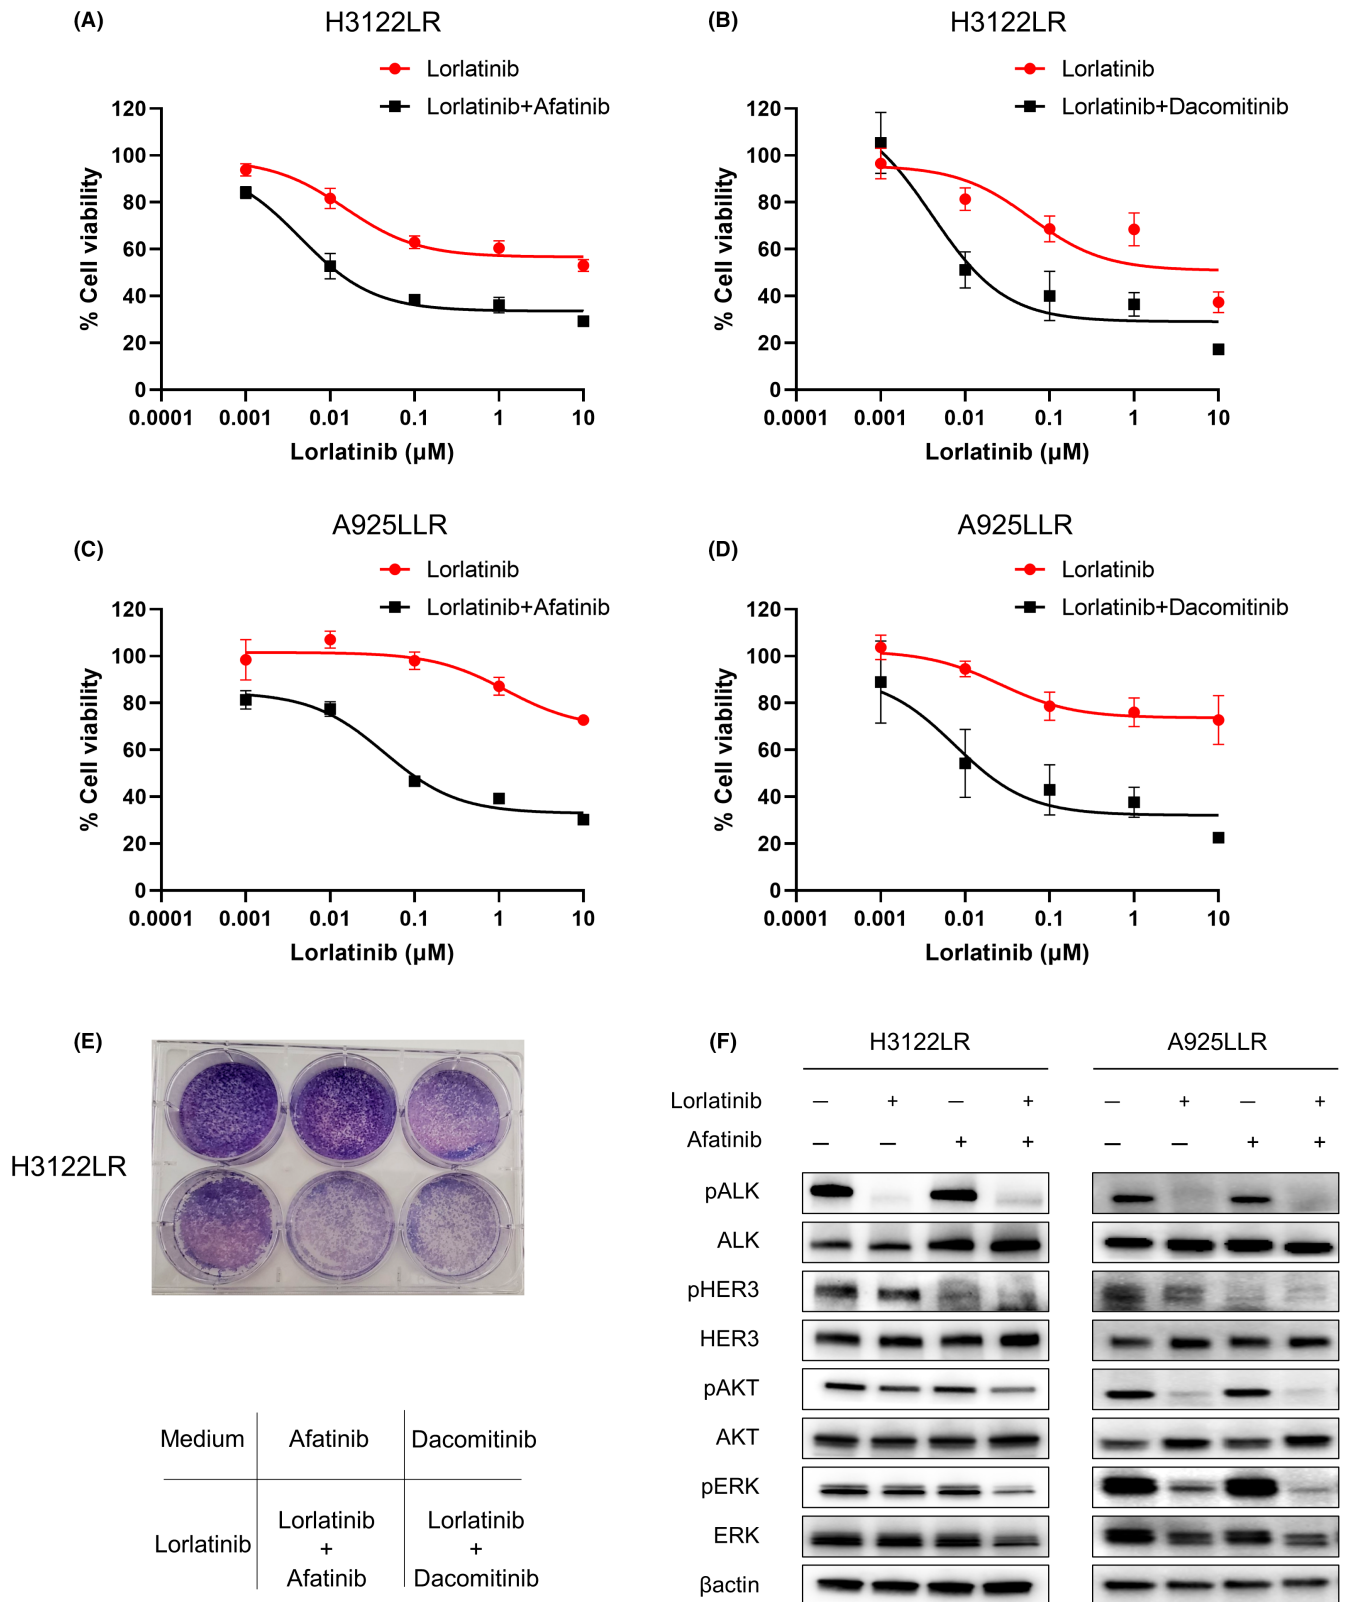 (A)
H3122LR
Lorlatinib
Lorlatinib+Afatinib
% Cell viability
120
100
80
60
40
20
0
0.0001 0.001 0.01 0.1 1 10
Lorlatinib (µM)
(B)
H3122LR
Lorlatinib
Lorlatinib+Dacomitinib
% Cell viability
120
100
80
60
40
20
0
0.0001 0.001 0.01 0.1 1 10
Lorlatinib (µM)
(C)
A925LLR
Lorlatinib
Lorlatinib+Afatinib
% Cell viability
120
100
80
60
40
20
0
0.0001 0.001 0.01 0.1 1 10
Lorlatinib (µM)
(D)
A925LLR
Lorlatinib
Lorlatinib+Dacomitinib
% Cell viability
120
100
80
60
40
20
0
0.0001 0.001 0.01 0.1 1 10
Lorlatinib (µM)
(E)
H3122LR
Medium Afatinib Dacomitinib
Lorlatinib
Lorlatinib
+
Afatinib
Lorlatinib
+
Dacomitinib
(F)
H3122LR A925LLR
Lorlatinib — + — + — + — +
Afatinib — — + + — — + +
pALK
ALK
pHER3
HER3
pAKT
AKT
pERK
ERK
βactin